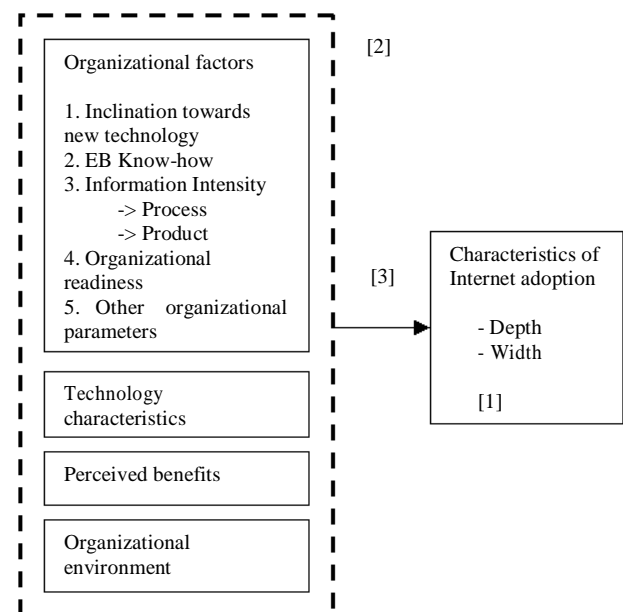 Organizational factors
1. Inclination towards
new technology
2. EB Know-how
3. Information Intensity
-> Process
-> Product
4. Organizational
readiness
5. Other organizational
parameters
Technology
characteristics
Perceived benefits
Organizational
environment
[2]
[3]
Characteristics of
Internet adoption
- Depth
- Width
[1]